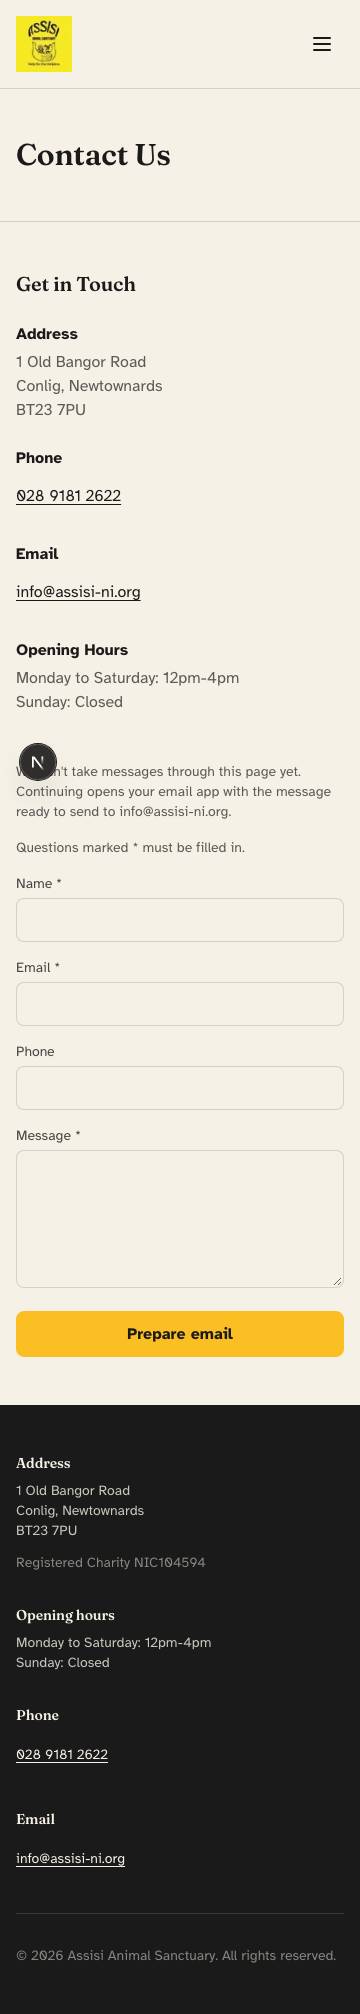 ASSISI
Contact Us
Get in Touch
Address
1 Old Bangor Road
Conlig, Newtownards
BT23 7PU
Phone
028 9181 2622
Email
info@assisi-ni.org
Opening Hours
Monday to Saturday: 12pm-4pm
Sunday: Closed
N
take messages through this page yet.
Continuing opens your email app with the message
ready to send to info@assisi-ni.org.
Questions marked * must be filled in.
Name *
Email *
Phone
Message *
Prepare email
Address
1 Old Bangor Road
Conlig, Newtownards
BT23 7PU
Registered Charity NIC104594
Opening hours
Monday to Saturday: 12pm-4pm
Sunday: Closed
Phone
028 9181 2622
Email
info@assisi-ni.org
© 2026 Assisi Animal Sanctuary. All rights reserved.